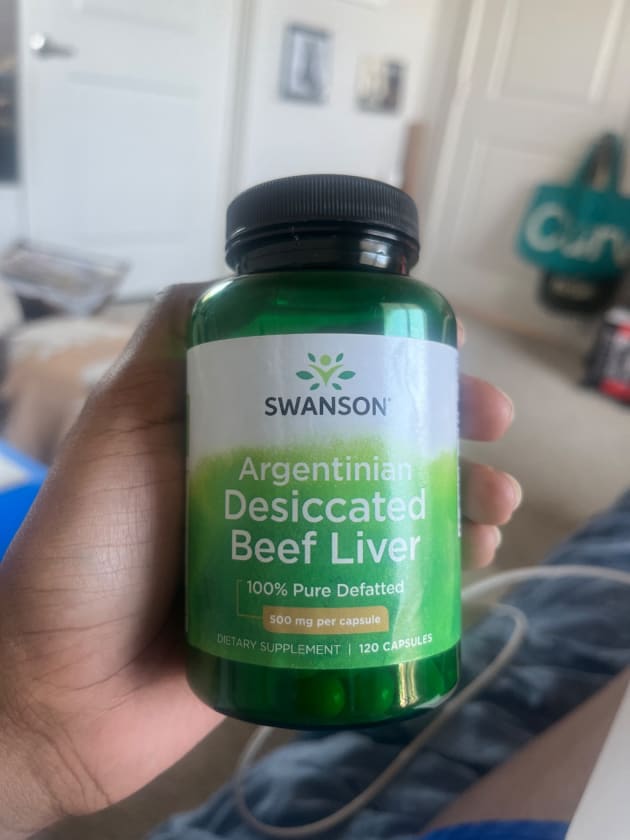 SWANSON®
Argentinian
Desiccated
Beef Liver
100% Pure Defatted
500 mg per capsule
DIETARY SUPPLEMENT | 120 CAPSULES